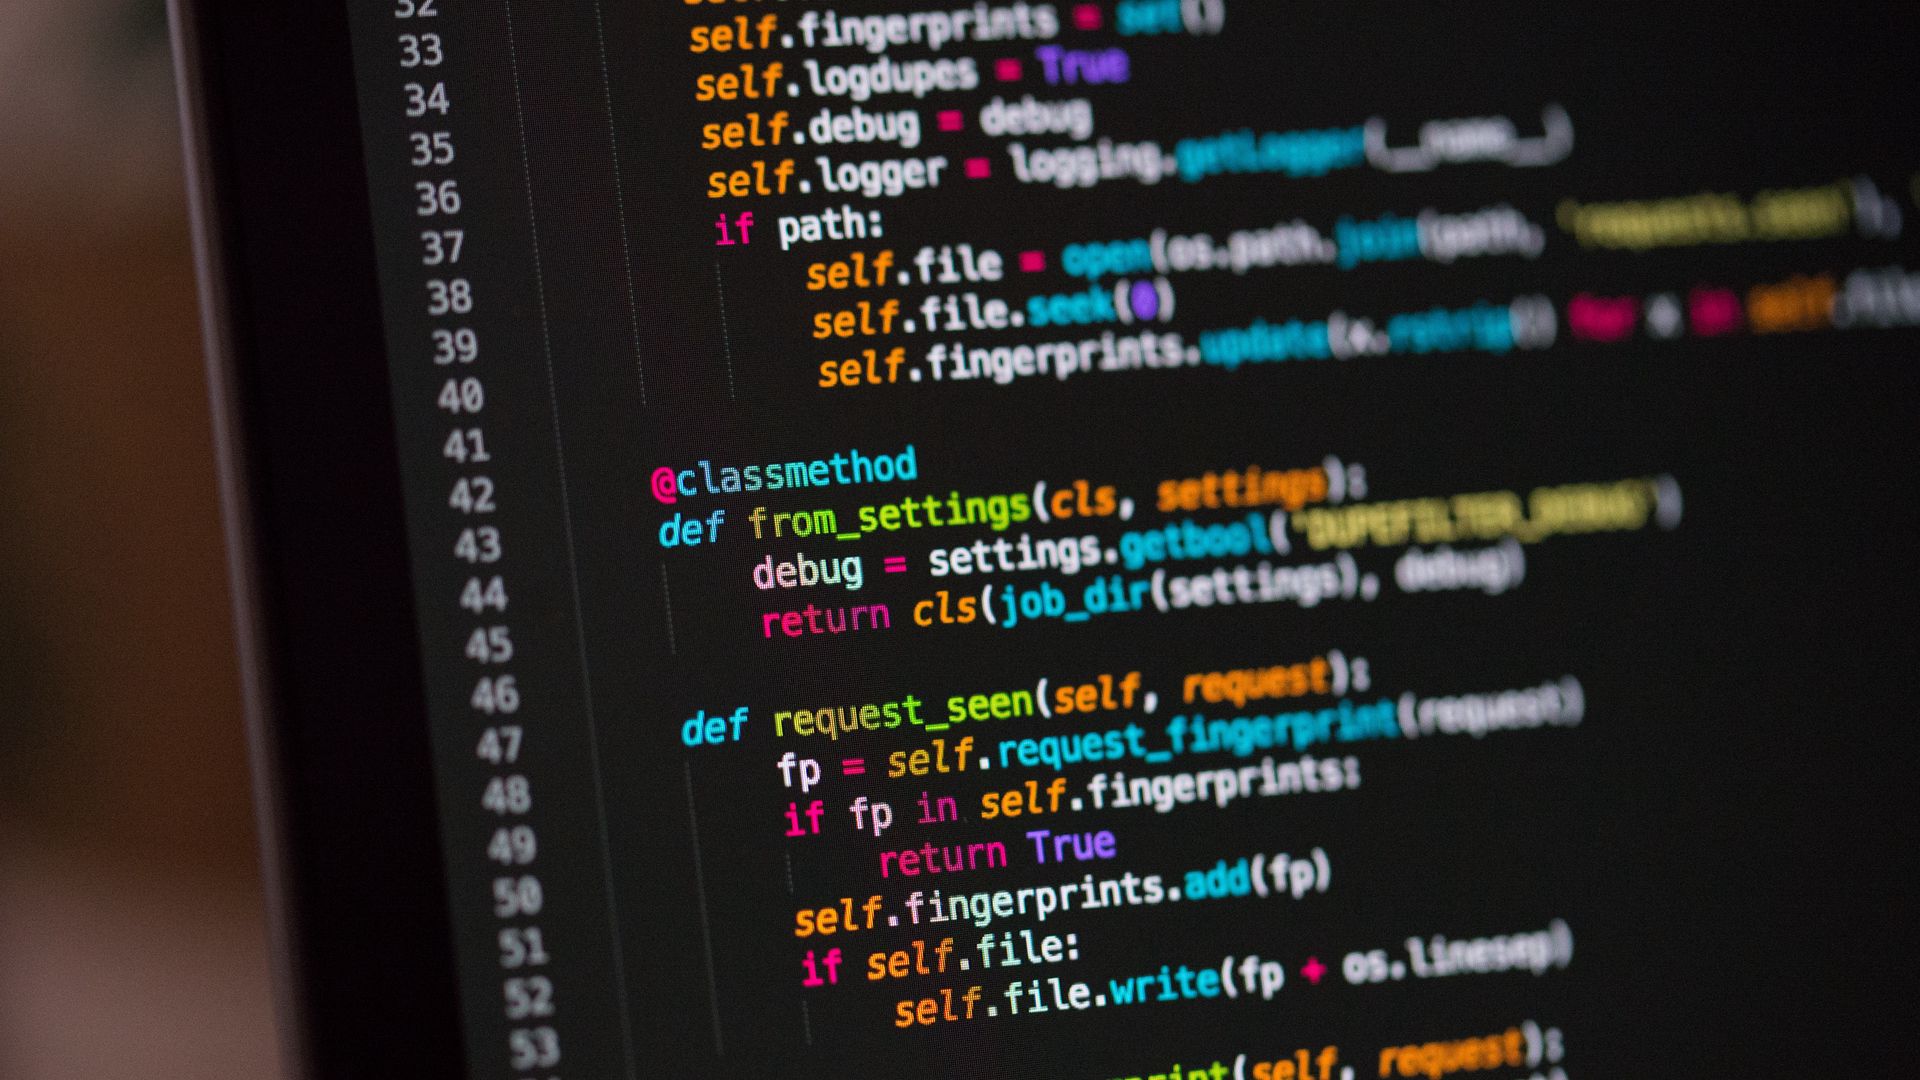 32
33 self.fingerprints = set()
34 self.logdupes = True
35 self.debug = debug
36 self.logger = logging.getLogger(__name__)
37 if path:
38 self.file = open(os.path.join(path, 'requests.seen'),
39 self.file.seek(0)
40 self.fingerprints.update(x.rstrip() for x in self.file
41
42 @classmethod
43 def from_settings(cls, settings):
44 debug = settings.getbool('DUPEFILTER_DEBUG')
45 return cls(job_dir(settings), debug)
46
47 def request_seen(self, request):
48 fp = self.request_fingerprint(request)
49 if fp in self.fingerprints:
50 return True
51 self.fingerprints.add(fp)
52 if self.file:
53 self.file.write(fp + os.linesep)
(self, request):